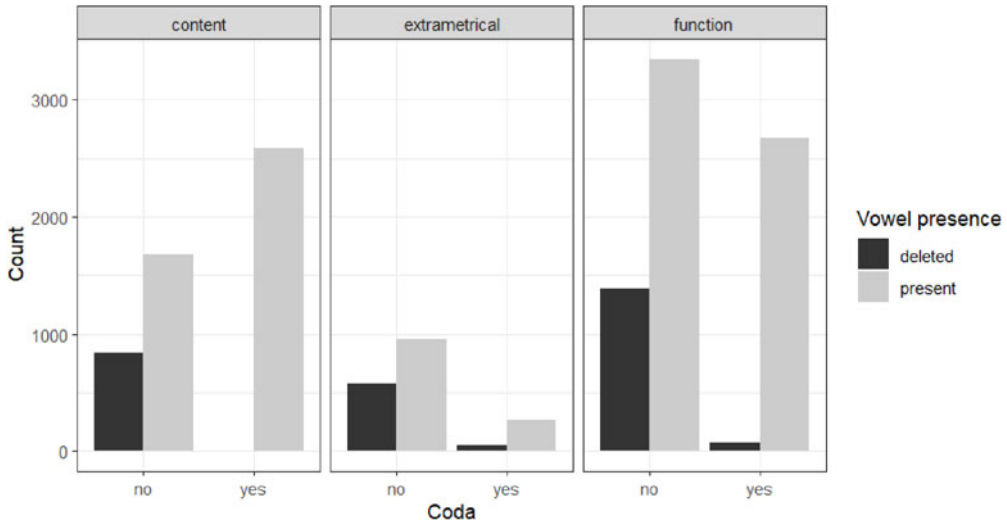 content extrametrical function
3000
2000
1000
0
Count
no yes no yes no yes
Coda
Vowel presence
deleted
present